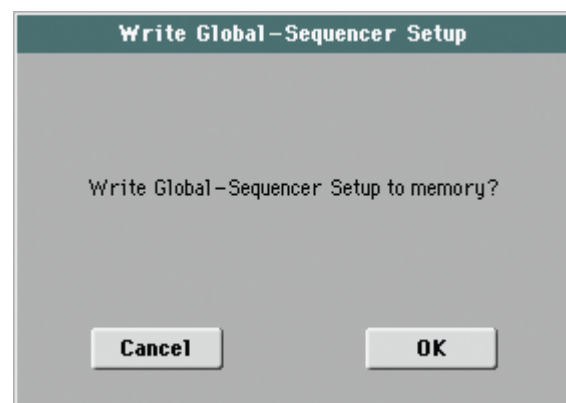 Write Global-Sequencer Setup
Write Global-Sequencer Setup to memory?
Cancel OK